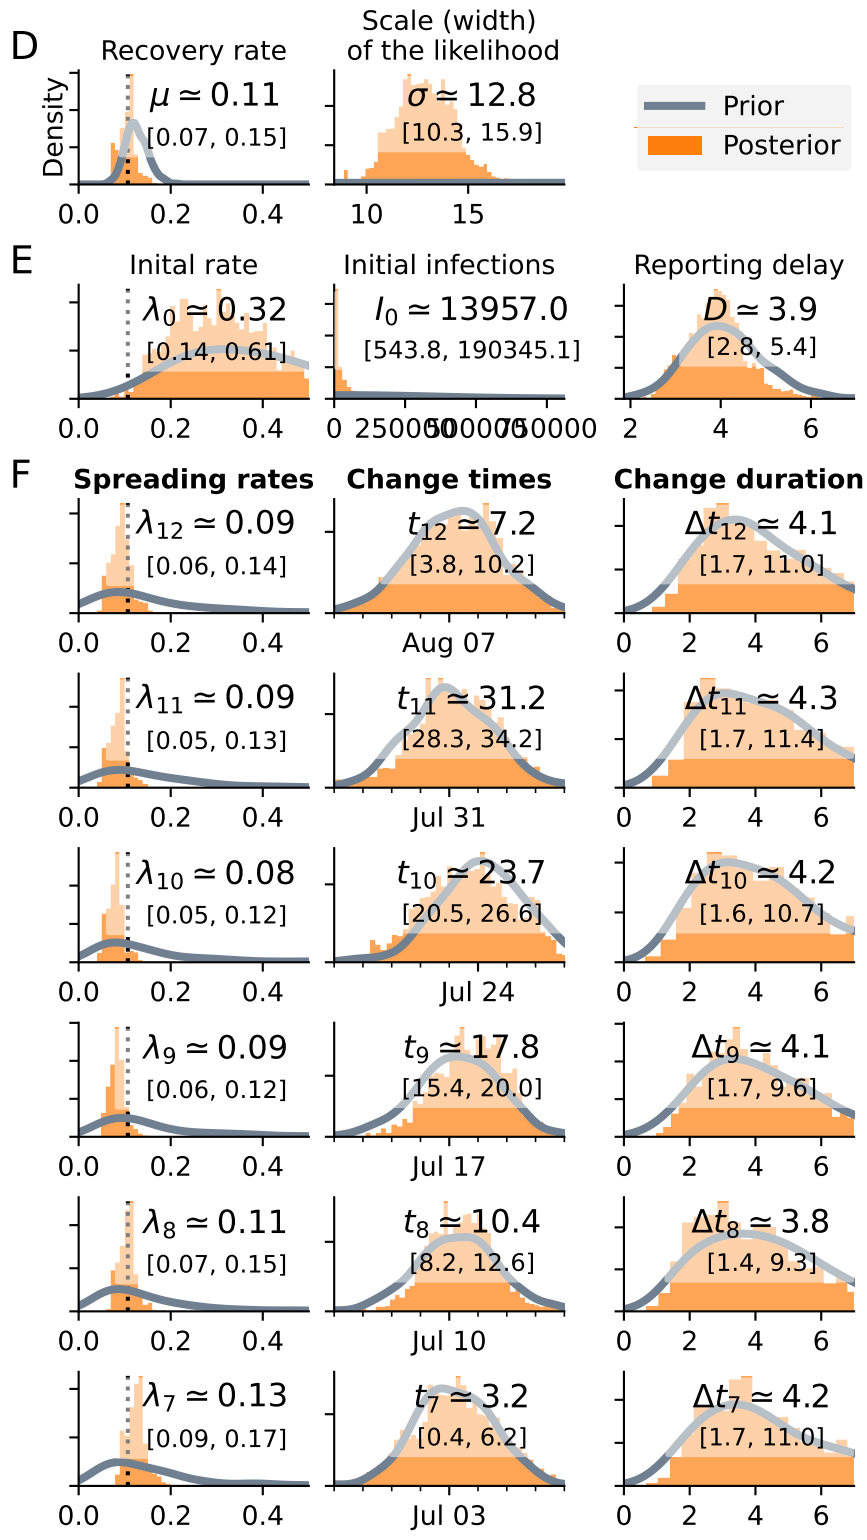 D
Recovery rate
Scale (width)
of the likelihood
Density
μ ≃ 0.11
[0.07, 0.15]
σ ≃ 12.8
[10.3, 15.9]
Prior
Posterior
0.0 0.2 0.4
10 15
E
Inital rate
Initial infections
Reporting delay
λ0 ≃ 0.32
[0.14, 0.61]
I0 ≃ 13957.0
[543.8, 190345.1]
D ≃ 3.9
[2.8, 5.4]
0.0 0.2 0.4
0 250000 500000 750000
2 4 6
F
Spreading rates
Change times
Change duration
λ12 ≃ 0.09
[0.06, 0.14]
t12 ≃ 7.2
[3.8, 10.2]
Δt12 ≃ 4.1
[1.7, 11.0]
0.0 0.2 0.4
Aug 07
0 2 4 6
λ11 ≃ 0.09
[0.05, 0.13]
t11 ≃ 31.2
[28.3, 34.2]
Δt11 ≃ 4.3
[1.7, 11.4]
0.0 0.2 0.4
Jul 31
0 2 4 6
λ10 ≃ 0.08
[0.05, 0.12]
t10 ≃ 23.7
[20.5, 26.6]
Δt10 ≃ 4.2
[1.6, 10.7]
0.0 0.2 0.4
Jul 24
0 2 4 6
λ9 ≃ 0.09
[0.06, 0.12]
t9 ≃ 17.8
[15.4, 20.0]
Δt9 ≃ 4.1
[1.7, 9.6]
0.0 0.2 0.4
Jul 17
0 2 4 6
λ8 ≃ 0.11
[0.07, 0.15]
t8 ≃ 10.4
[8.2, 12.6]
Δt8 ≃ 3.8
[1.4, 9.3]
0.0 0.2 0.4
Jul 10
0 2 4 6
λ7 ≃ 0.13
[0.09, 0.17]
t7 ≃ 3.2
[0.4, 6.2]
Δt7 ≃ 4.2
[1.7, 11.0]
0.0 0.2 0.4
Jul 03
0 2 4 6